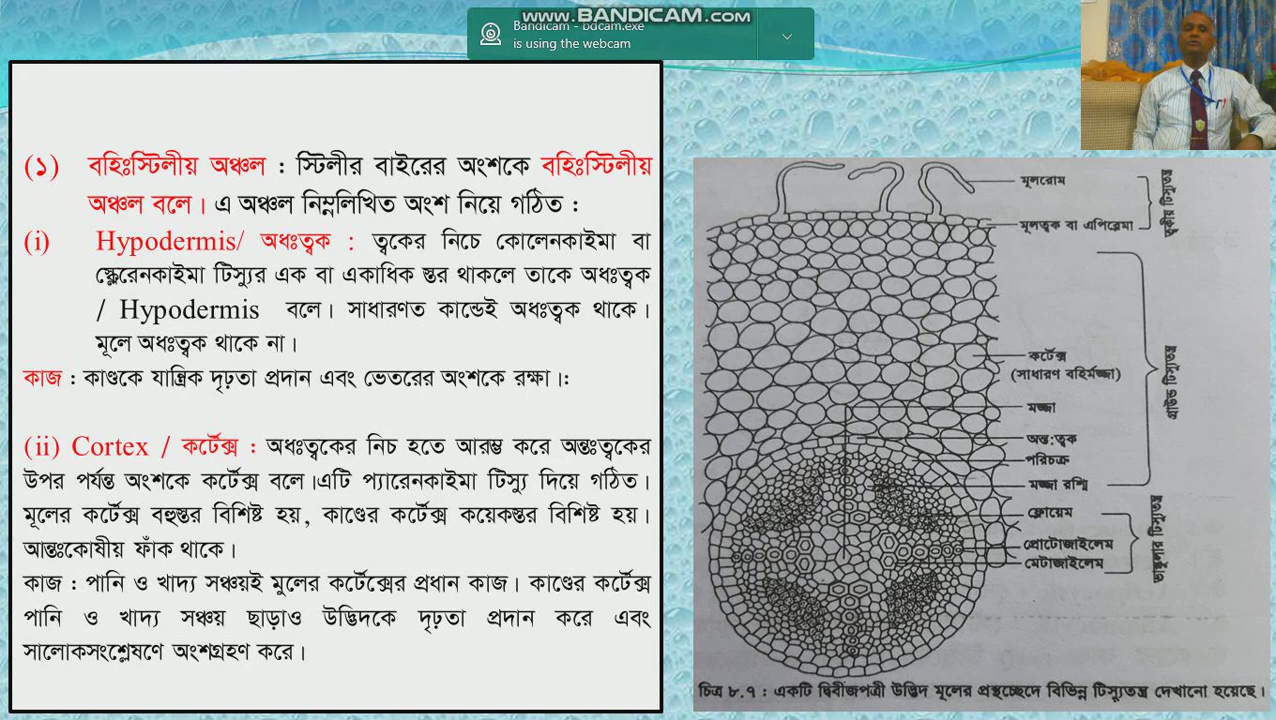 www.BANDICAM.com
Bandicam - bdcam.exe
is using the webcam
(১) বহিঃস্টিলীয় অঞ্চল : স্টিলীর বাইরের অংশকে বহিঃস্টিলীয়
অঞ্চল বলে। এ অঞ্চল নিম্নলিখিত অংশ নিয়ে গঠিত :
(i) Hypodermis/ অধঃত্বক : ত্বকের নিচে কোলেনকাইমা বা
স্ক্লেরেনকাইমা টিস্যুর এক বা একাধিক স্তর থাকলে তাকে অধঃত্বক
/ Hypodermis বলে। সাধারণত কান্ডেই অধঃত্বক থাকে।
মূলে অধঃত্বক থাকে না।
কাজ : কাণ্ডকে যান্ত্রিক দৃঢ়তা প্রদান এবং ভেতরের অংশকে রক্ষা।:
(ii) Cortex / কর্টেক্স : অধঃত্বকের নিচ হতে আরম্ভ করে অন্তঃত্বকের
উপর পর্যন্ত অংশকে কর্টেক্স বলে।এটি প্যারেনকাইমা টিস্যু দিয়ে গঠিত।
মূলের কর্টেক্স বহুস্তর বিশিষ্ট হয়, কাণ্ডের কর্টেক্স কয়েকস্তর বিশিষ্ট হয়।
আন্তঃকোষীয় ফাঁক থাকে।
কাজ : পানি ও খাদ্য সঞ্চয়ই মুলের কর্টেক্সের প্রধান কাজ। কাণ্ডের কর্টেক্স
পানি ও খাদ্য সঞ্চয় ছাড়াও উদ্ভিদকে দৃঢ়তা প্রদান করে এবং
সালোকসংশ্লেষণে অংশগ্রহণ করে।
মূলরোম
মূলত্বক বা এপিব্লেমা
ত্বকীয় টিস্যুতন্ত্র
কর্টেক্স
(সাধারণ বহির্মজ্জা)
মজ্জা
অন্ত:ত্বক
পরিচক্র
মজ্জা রশ্মি
গ্রাউন্ড টিস্যুতন্ত্র
ফ্লোয়েম
প্রোটোজাইলেম
মেটাজাইলেম
ভাস্কুলার টিস্যুতন্ত্র
চিত্র ৮.৭ : একটি দ্বিবীজপত্রী উদ্ভিদ মূলের প্রস্থচ্ছেদে বিভিন্ন টিস্যুতন্ত্র দেখানো হয়েছে।